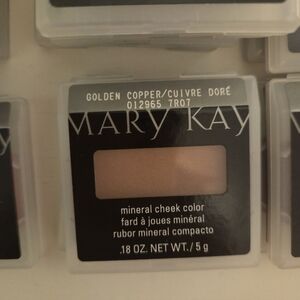 GOLDEN COPPER/CUIVRE DORÉ
012965 7R07
MARY KAY
mineral cheek color
fard à joues minéral
rubor mineral compacto
.18 OZ. NET WT./5 g